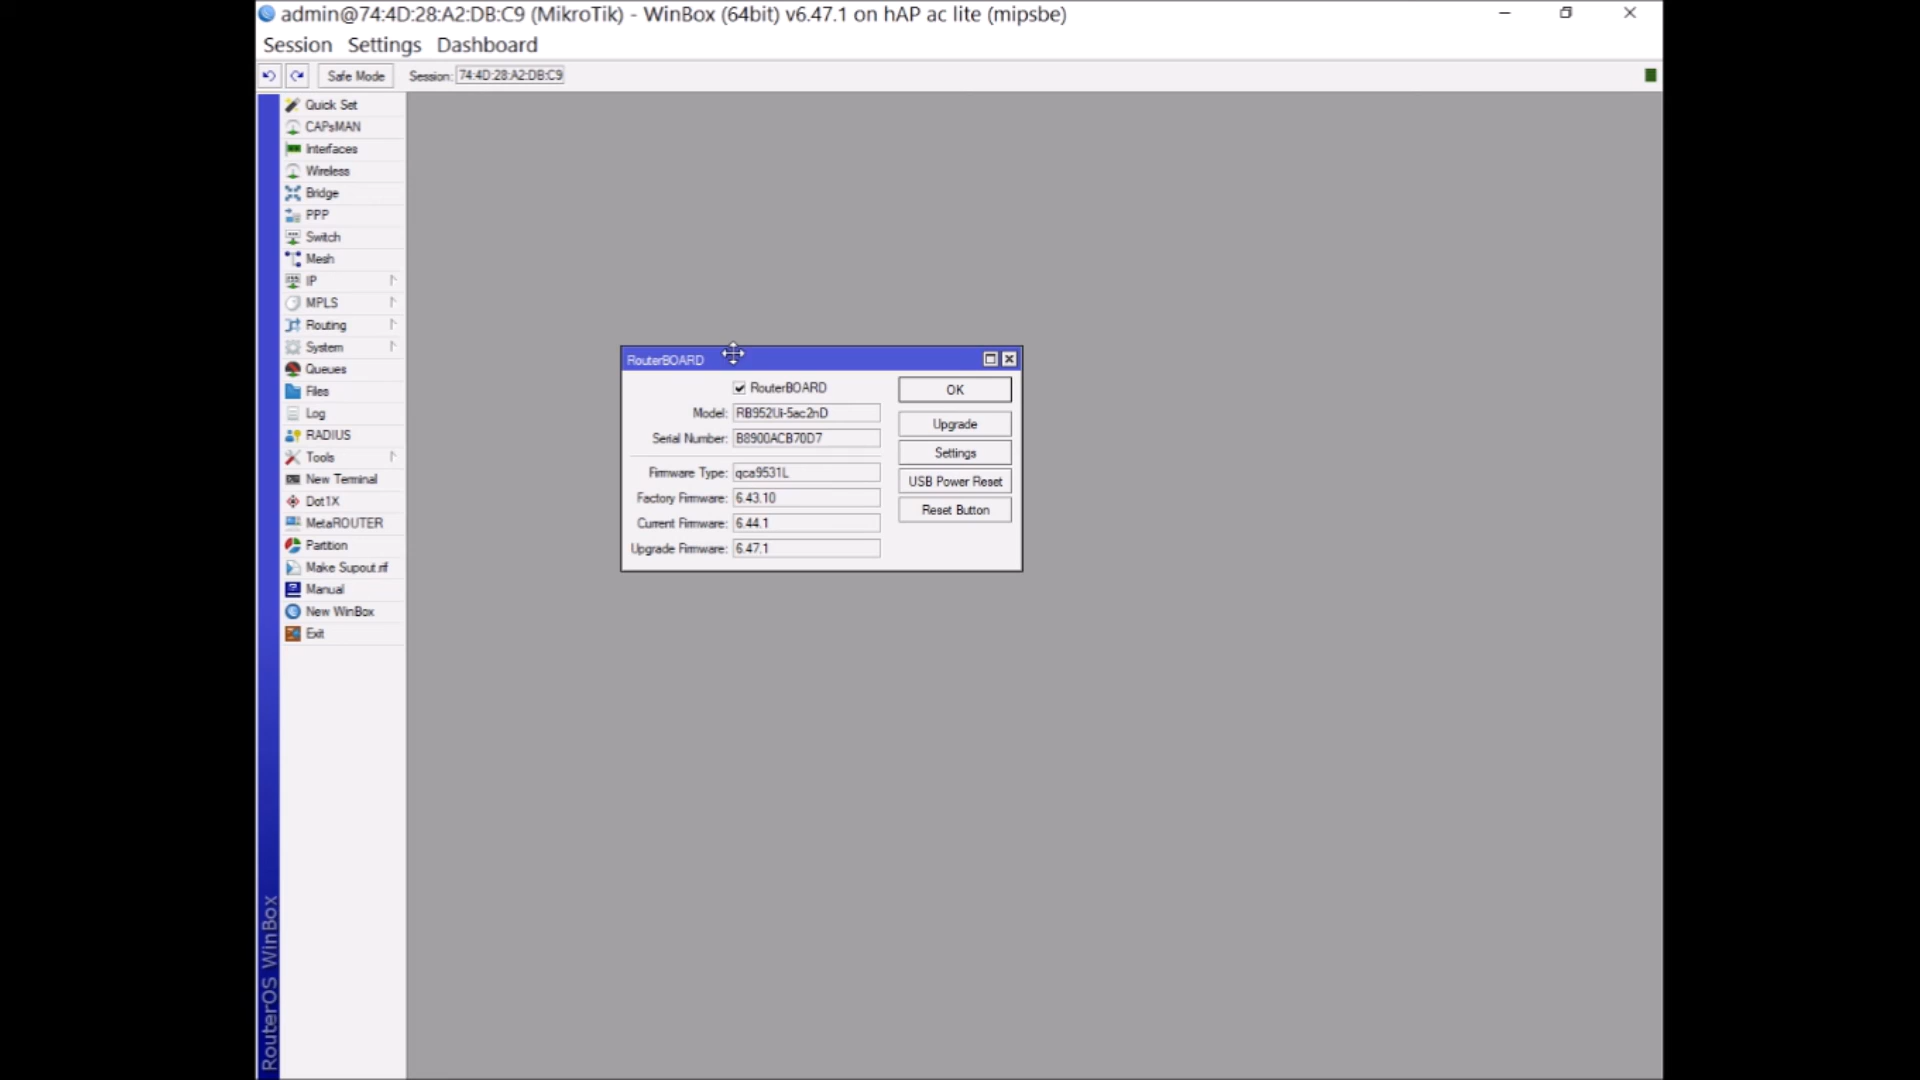 admin@74:4D:28:A2:DB:C9 (MikroTik) - WinBox (64bit) v6.47.1 on hAP ac lite (mipsbe)
Session Settings Dashboard
Safe Mode Session: 74:4D:28:A2:DB:C9
Quick Set
CAPsMAN
Interfaces
Wireless
Bridge
PPP
Switch
Mesh
IP
MPLS
Routing
System
Queues
Files
Log
RADIUS
Tools
New Terminal
Dot1X
MetaROUTER
Partition
Make Supout.rif
Manual
New WinBox
Exit
RouterOS WinBox
RouterBOARD
RouterBOARD
Model: RB952Ui-5ac2nD
Serial Number: B8900ACB70D7
Firmware Type: qca9531L
Factory Firmware: 6.43.10
Current Firmware: 6.44.1
Upgrade Firmware: 6.47.1
OK
Upgrade
Settings
USB Power Reset
Reset Button